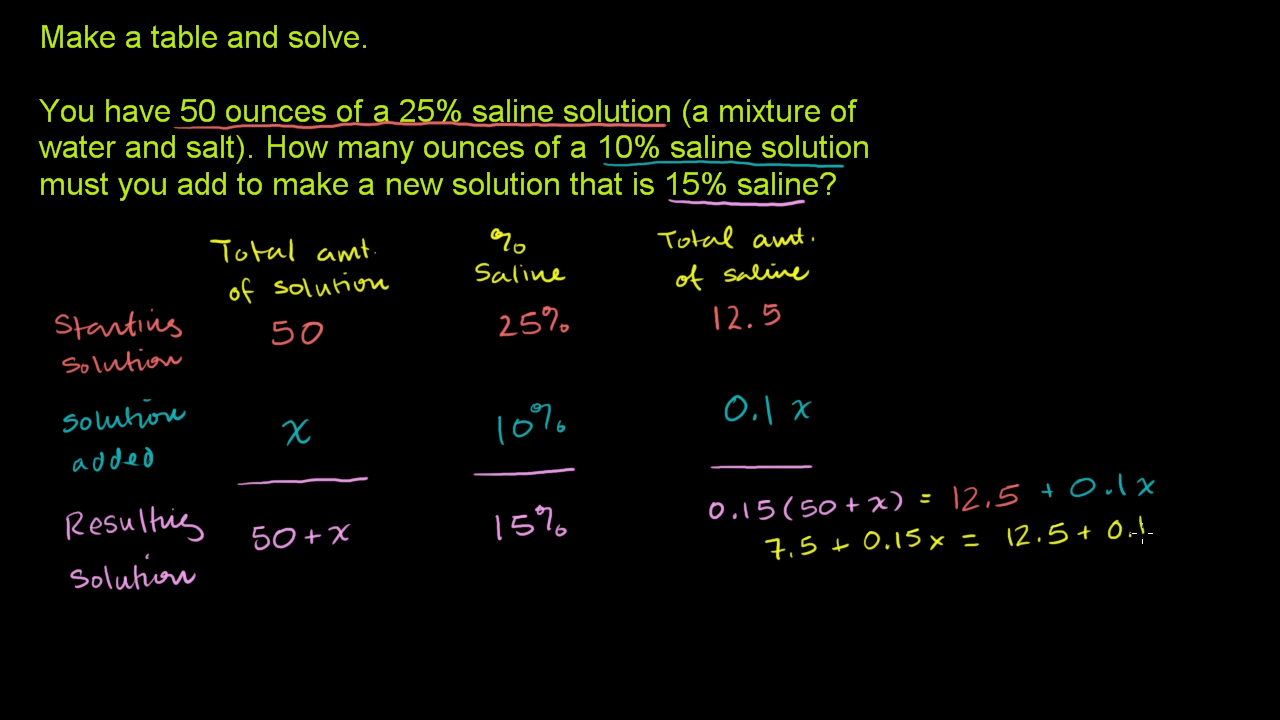 Make a table and solve.
You have 50 ounces of a 25% saline solution (a mixture of
water and salt). How many ounces of a 10% saline solution
must you add to make a new solution that is 15% saline?
Total amt. of solution
% Saline
Total amt. of saline
Starting solution
50
25%
12.5
solution added
x
10%
0.1 x
Resulting solution
50 + x
15%
0.15 (50 + x) = 12.5 + 0.1x
7.5 + 0.15x = 12.5 + 0.1